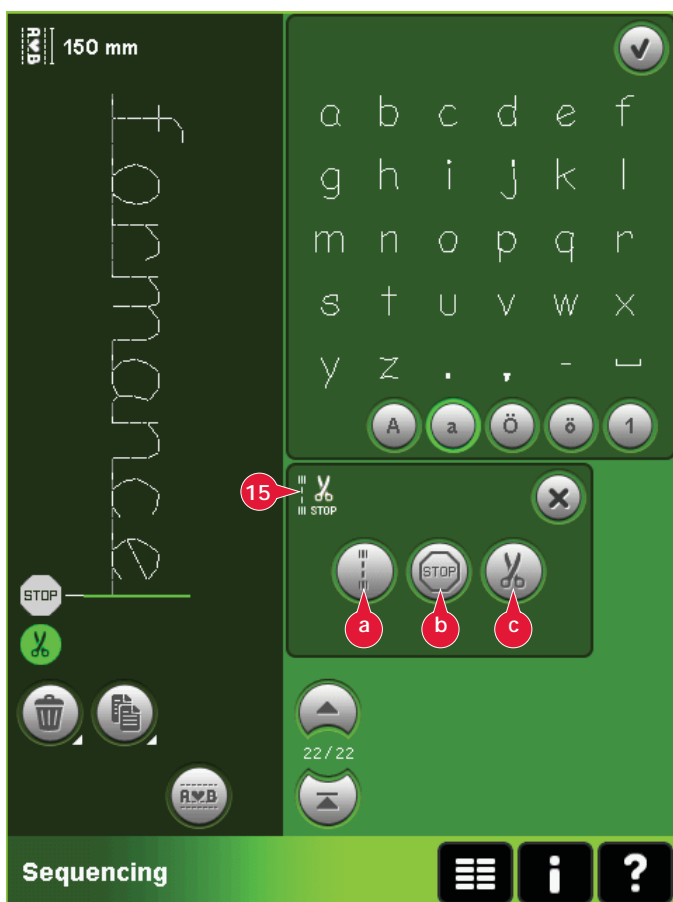 A♥B 150 mm
formance
a b c d e f
g h i j k l
m n o p q r
s t u v w x
y z . , - ⎵
A a Ö ö 1
15
STOP
STOP
a b c
STOP
22/22
A♥B
Sequencing
i ?